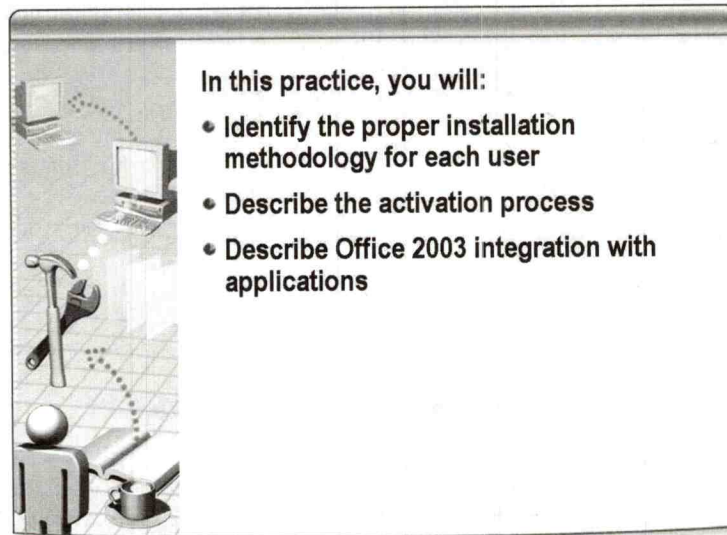 In this practice, you will:
Identify the proper installation
methodology for each user
Describe the activation process
Describe Office 2003 integration with
applications